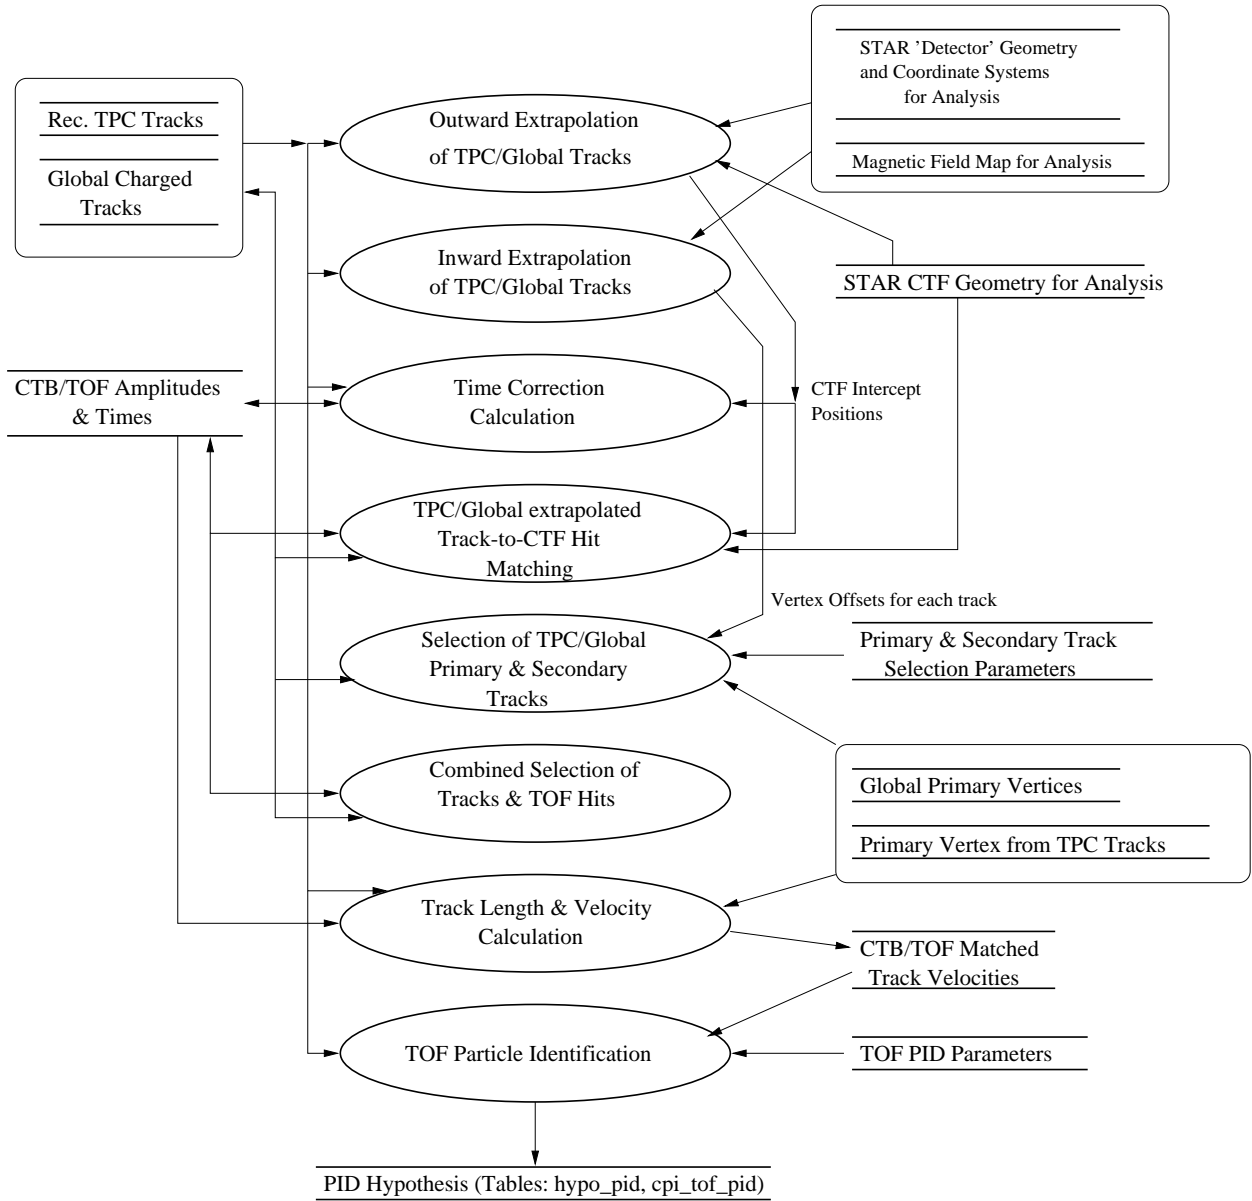 STAR ’Detector’ Geometry
and Coordinate Systems
for Analysis
Magnetic Field Map for Analysis
Rec. TPC Tracks
Global Charged
Tracks
Outward Extrapolation
of TPC/Global Tracks
Inward Extrapolation
of TPC/Global Tracks
STAR CTF Geometry for Analysis
CTB/TOF Amplitudes
& Times
Time Correction
Calculation
CTF Intercept
Positions
TPC/Global extrapolated
Track-to-CTF Hit
Matching
Vertex Offsets for each track
Selection of TPC/Global
Primary & Secondary
Tracks
Primary & Secondary Track
Selection Parameters
Combined Selection of
Tracks & TOF Hits
Global Primary Vertices
Primary Vertex from TPC Tracks
Track Length & Velocity
Calculation
CTB/TOF Matched
Track Velocities
TOF Particle Identification
TOF PID Parameters
PID Hypothesis (Tables: hypo_pid, cpi_tof_pid)